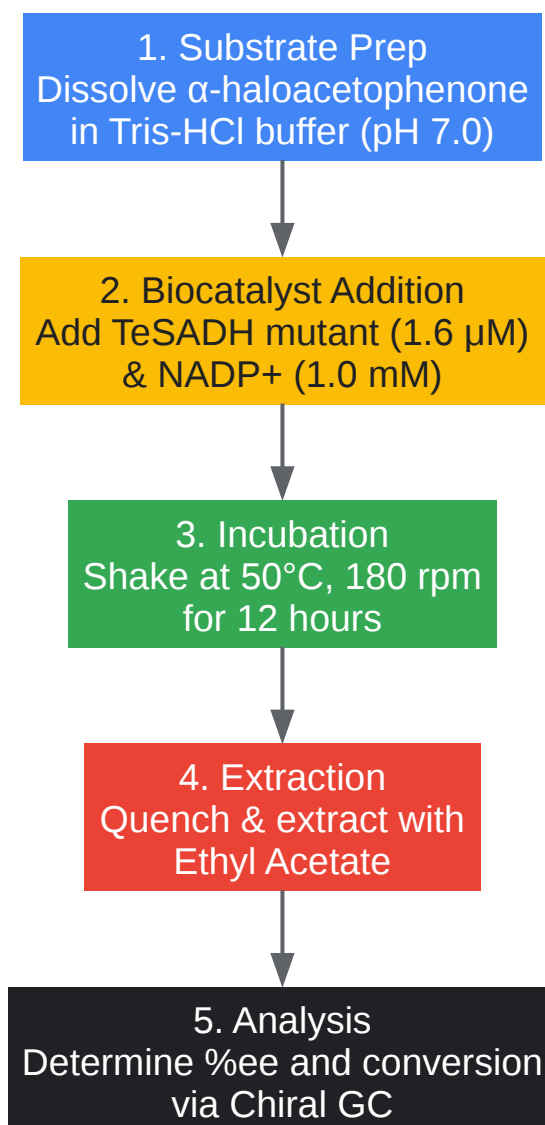 1. Substrate Prep
Dissolve α-haloacetophenone
in Tris-HCl buffer (pH 7.0)
2. Biocatalyst Addition
Add TeSADH mutant (1.6 μM)
& NADP+ (1.0 mM)
3. Incubation
Shake at 50°C, 180 rpm
for 12 hours
4. Extraction
Quench & extract with
Ethyl Acetate
5. Analysis
Determine %ee and conversion
via Chiral GC